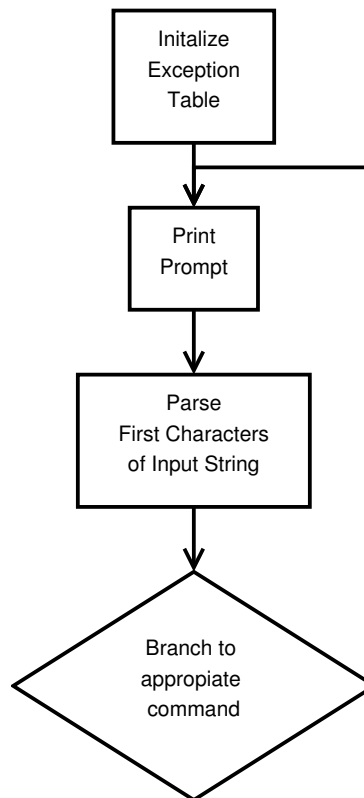 Initalize
Exception
Table
Print
Prompt
Parse
First Characters
of Input String
Branch to
appropiate
command